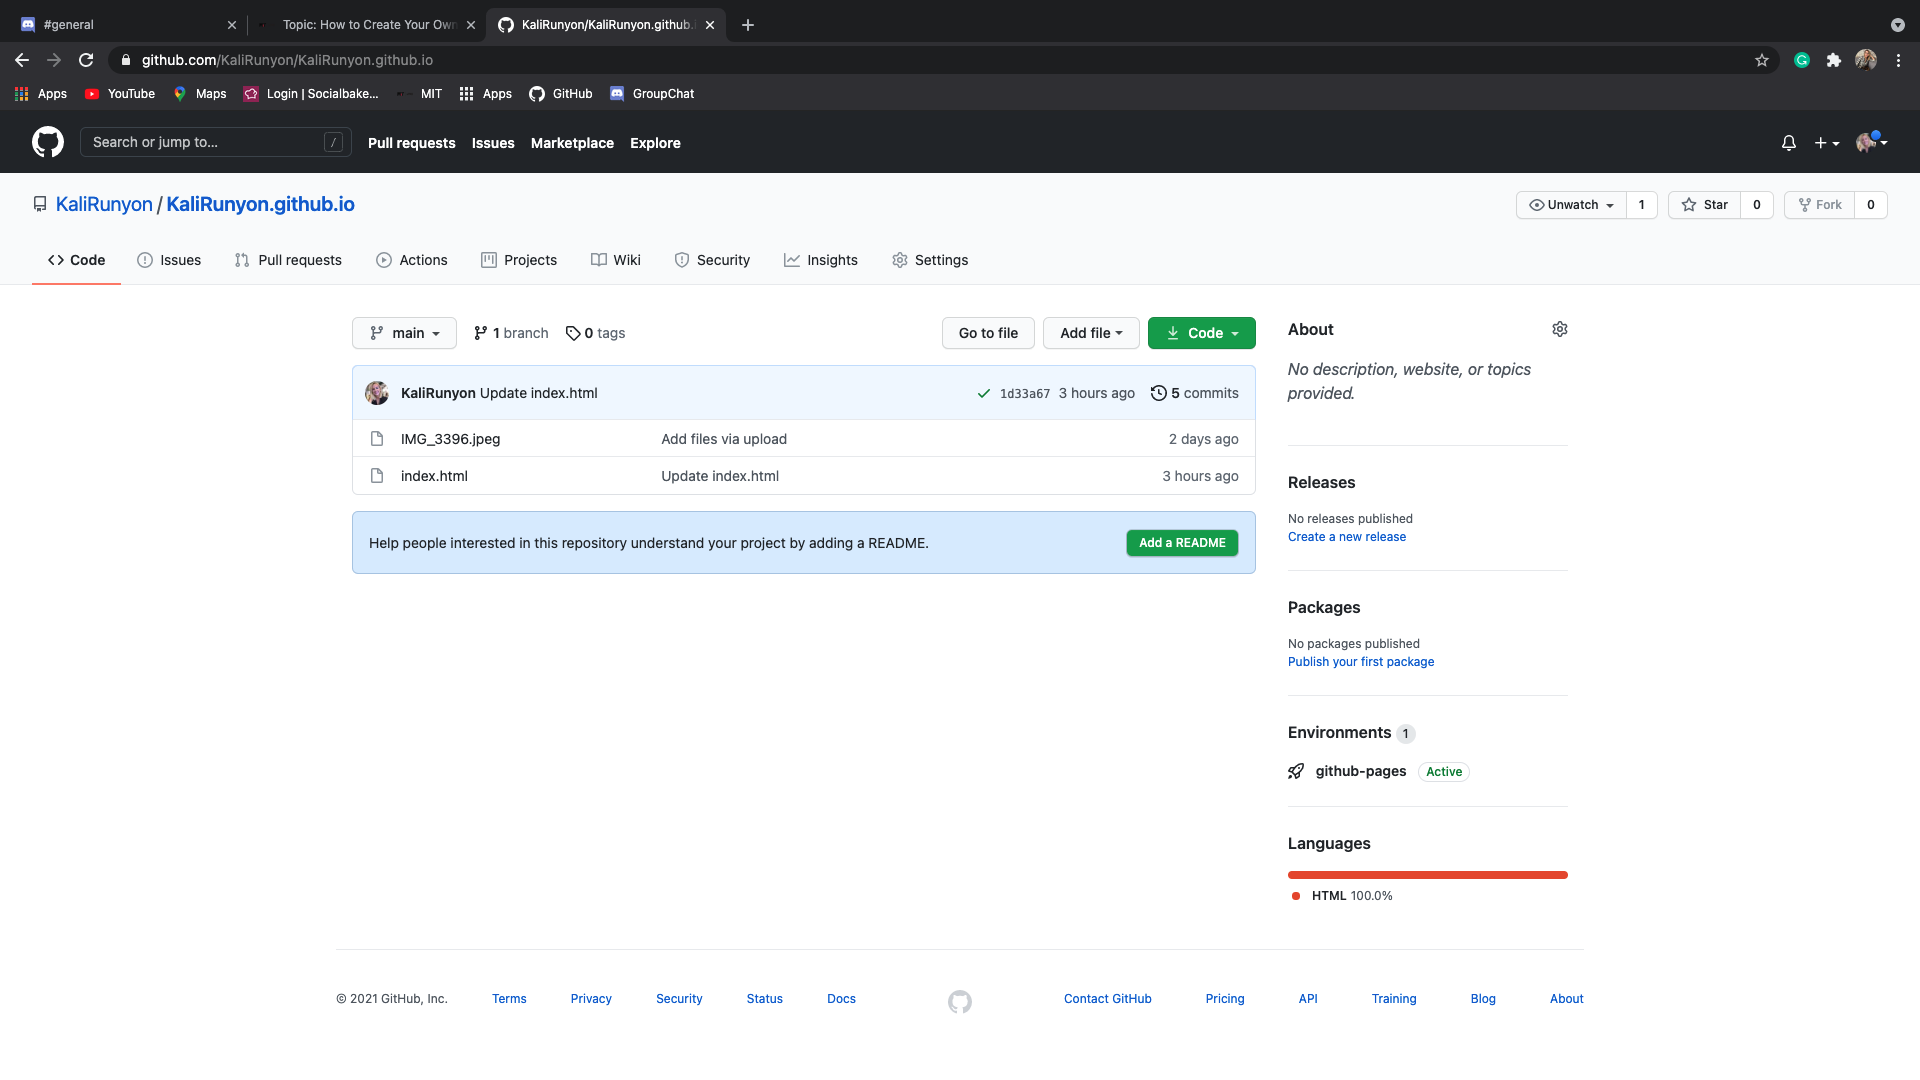 #general
Topic: How to Create Your Own
KaliRunyon/KaliRunyon.github.i
github.com/KaliRunyon/KaliRunyon.github.io
Apps
YouTube
Maps
Login | Socialbake...
MIT
Apps
GitHub
GroupChat
Search or jump to...
/
Pull requests
Issues
Marketplace
Explore
KaliRunyon / KaliRunyon.github.io
Unwatch
1
Star
0
Fork
0
Code
Issues
Pull requests
Actions
Projects
Wiki
Security
Insights
Settings
main
1 branch
0 tags
Go to file
Add file
Code
KaliRunyon Update index.html
1d33a67 3 hours ago
5 commits
IMG_3396.jpeg
Add files via upload
2 days ago
index.html
Update index.html
3 hours ago
Help people interested in this repository understand your project by adding a README.
Add a README
About
No description, website, or topics
provided.
Releases
No releases published
Create a new release
Packages
No packages published
Publish your first package
Environments 1
github-pages Active
Languages
HTML 100.0%
© 2021 GitHub, Inc.
Terms
Privacy
Security
Status
Docs
Contact GitHub
Pricing
API
Training
Blog
About